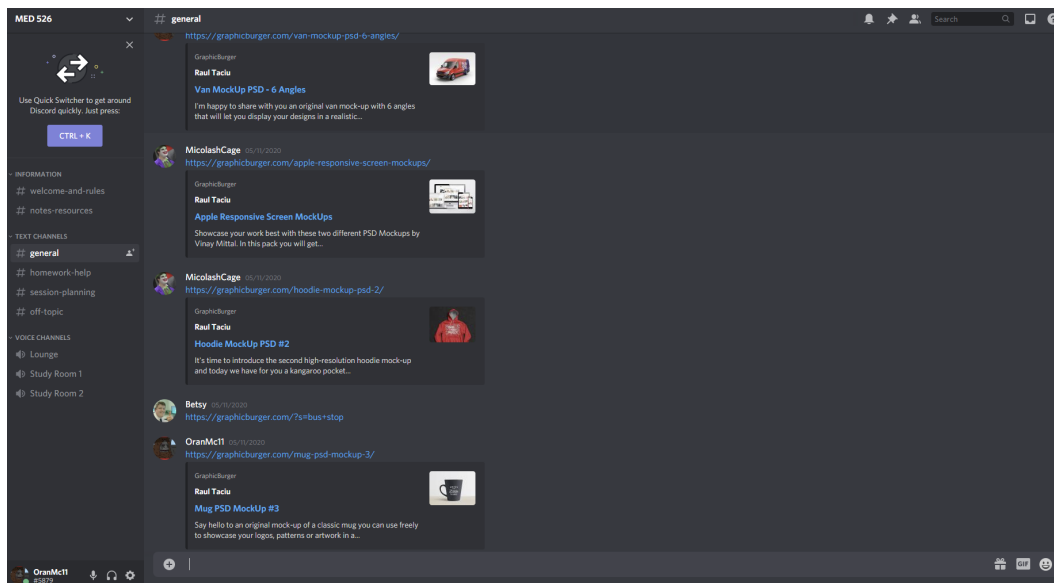 MED 526
Use Quick Switcher to get around
Discord quickly. Just press:
CTRL + K
INFORMATION
# welcome-and-rules
# notes-resources
TEXT CHANNELS
# general
# homework-help
# session-planning
# off-topic
VOICE CHANNELS
Lounge
Study Room 1
Study Room 2
OranMc11
#5879
# general
Search
https://graphicburger.com/van-mockup-psd-6-angles/
GraphicBurger
Raul Taciu
Van MockUp PSD - 6 Angles
I'm happy to share with you an original van mock-up with 6 angles
that will let you display your designs in a realistic...
MicolashCage 05/11/2020
https://graphicburger.com/apple-responsive-screen-mockups/
GraphicBurger
Raul Taciu
Apple Responsive Screen MockUps
Showcase your work best with these two different PSD Mockups by
Vinay Mittal. In this pack you will get...
MicolashCage 05/11/2020
https://graphicburger.com/hoodie-mockup-psd-2/
GraphicBurger
Raul Taciu
Hoodie MockUp PSD #2
It's time to introduce the second high-resolution hoodie mock-up
and today we have for you a kangaroo pocket...
Betsy 05/11/2020
https://graphicburger.com/?s=bus+stop
OranMc11 05/11/2020
https://graphicburger.com/mug-psd-mockup-3/
GraphicBurger
Raul Taciu
Mug PSD MockUp #3
Say hello to an original mock-up of a classic mug you can use freely
to showcase your logos, patterns or artwork in a...
GIF